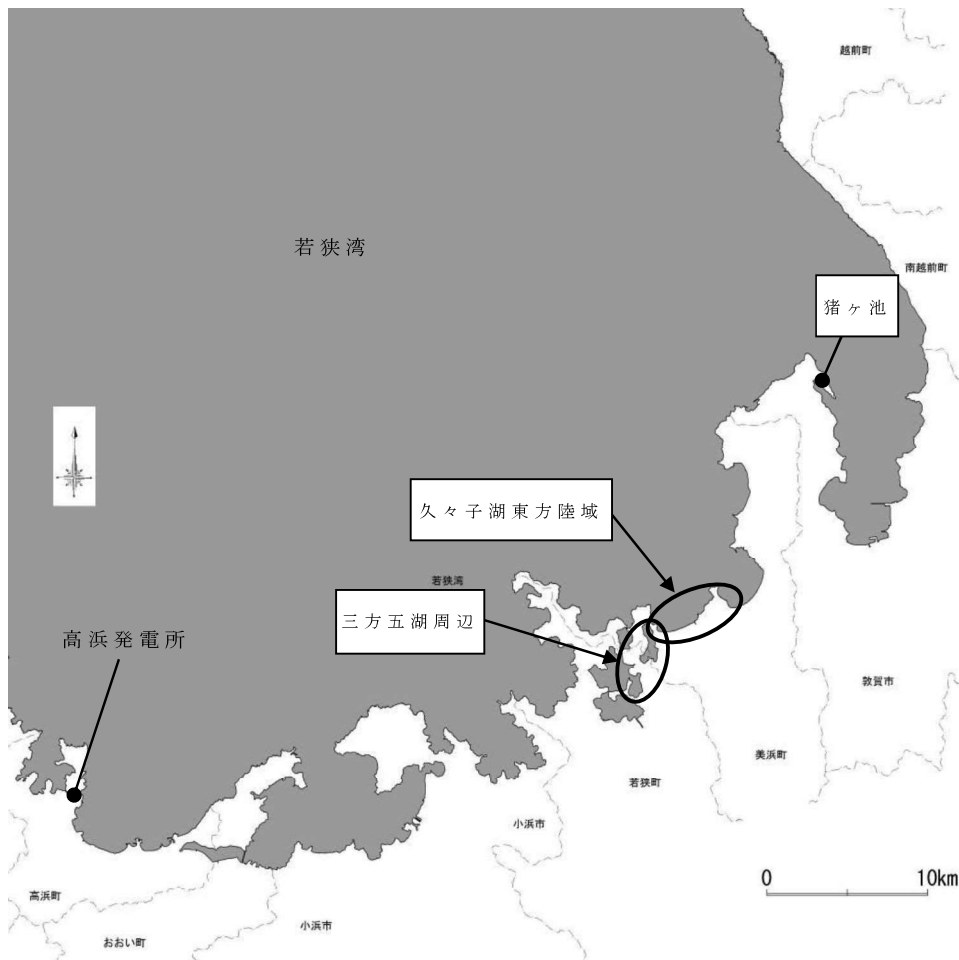 越前町
若狭湾
南越前町
猪ヶ池
久々子湖東方陸域
若狭湾
三方五湖周辺
高浜発電所
敦賀市
美浜町
若狭町
小浜市
0 10km
高浜町
小浜市
おおい町